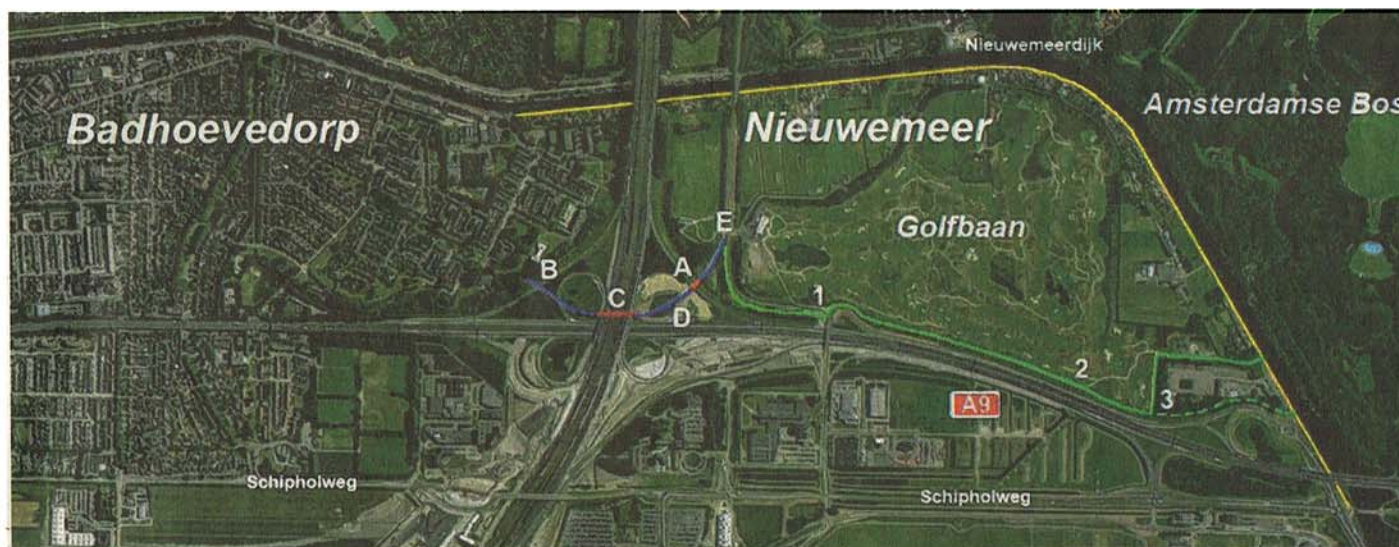 Nieuwemeerdijk
Amsterdamse Bos
Badhoevedorp
Nieuwemeer
E
Golfbaan
B
A
1
C
D
2
A9
3
Schipholweg
Schipholweg